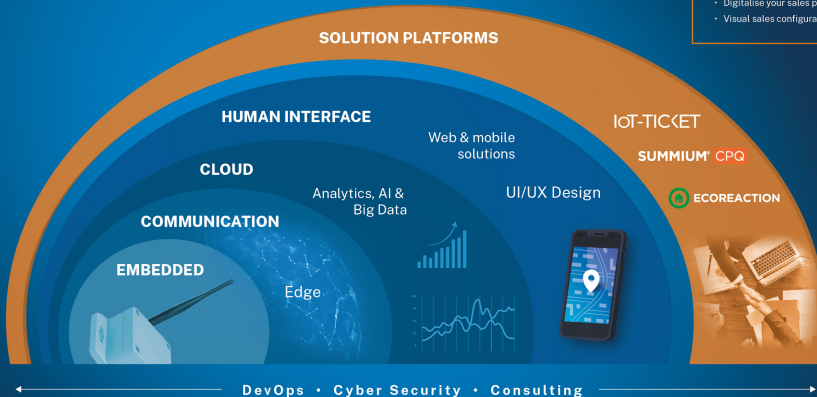 • Digitalise your sales p
• Visual sales configura
SOLUTION PLATFORMS
HUMAN INTERFACE
Web & mobile
solutions
IoT-TICKET
SUMMIUM® CPQ
CLOUD
Analytics, AI &
Big Data
UI/UX Design
ECOREACTION
COMMUNICATION
EMBEDDED
Edge
DevOps • Cyber Security • Consulting